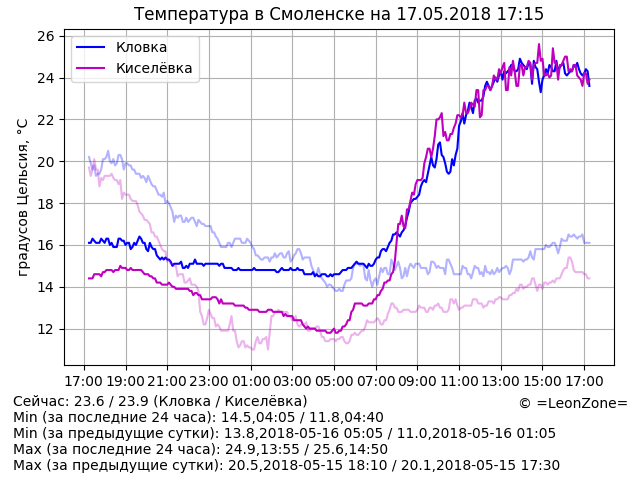 Температура в Смоленске на 17.05.2018 17:15
градусов Цельсия, °C
26
24
22
20
18
16
14
12
Кловка
Киселёвка
17:00 19:00 21:00 23:00 01:00 03:00 05:00 07:00 09:00 11:00 13:00 15:00 17:00
Сейчас: 23.6 / 23.9 (Кловка / Киселёвка)
© =LeonZone=
Min (за последние 24 часа): 14.5,04:05 / 11.8,04:40
Min (за предыдущие сутки): 13.8,2018-05-16 05:05 / 11.0,2018-05-16 01:05
Max (за последние 24 часа): 24.9,13:55 / 25.6,14:50
Max (за предыдущие сутки): 20.5,2018-05-15 18:10 / 20.1,2018-05-15 17:30